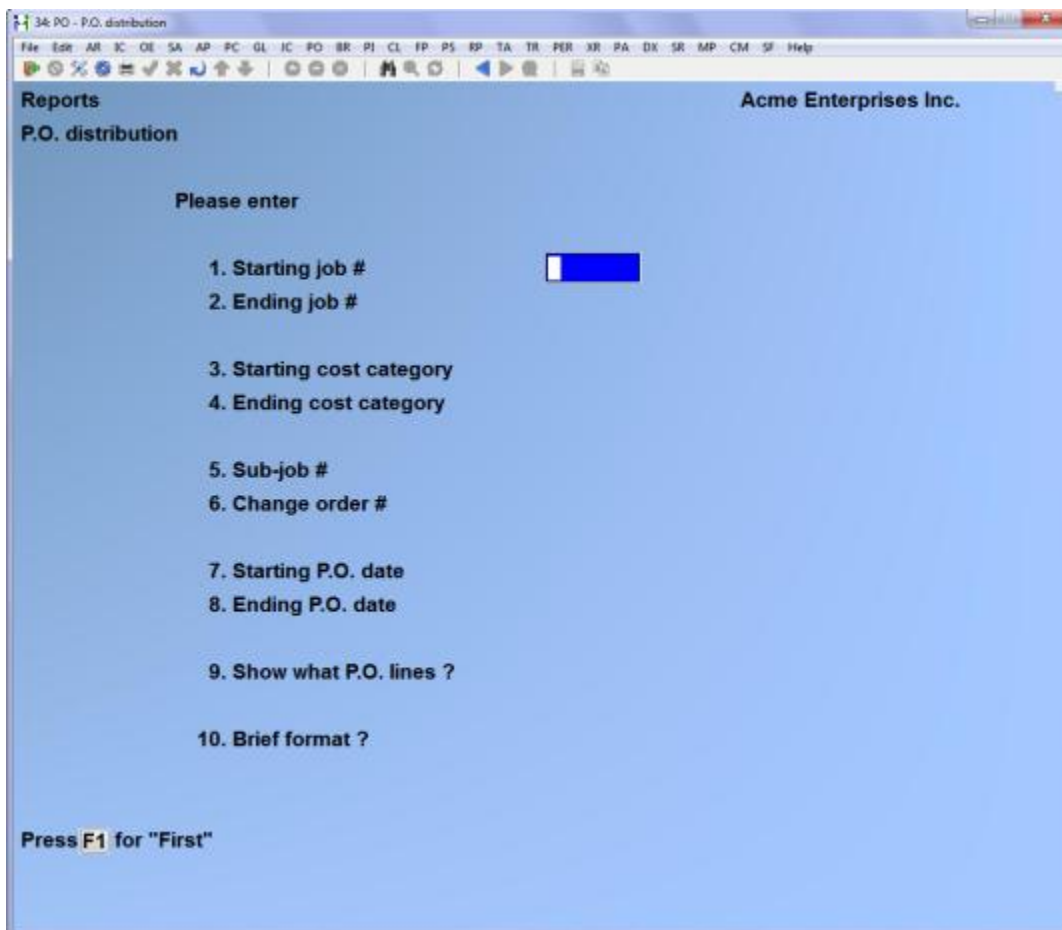 34: PO - P.O. distribution
File Edit AR IC OE SA AP PC GL IC PO BR PI CL FP PS RP TA TR PER XR PA DX SR MP CM SF Help
Reports Acme Enterprises Inc.
P.O. distribution
Please enter
1. Starting job #
2. Ending job #
3. Starting cost category
4. Ending cost category
5. Sub-job #
6. Change order #
7. Starting P.O. date
8. Ending P.O. date
9. Show what P.O. lines ?
10. Brief format ?
Press F1 for "First"